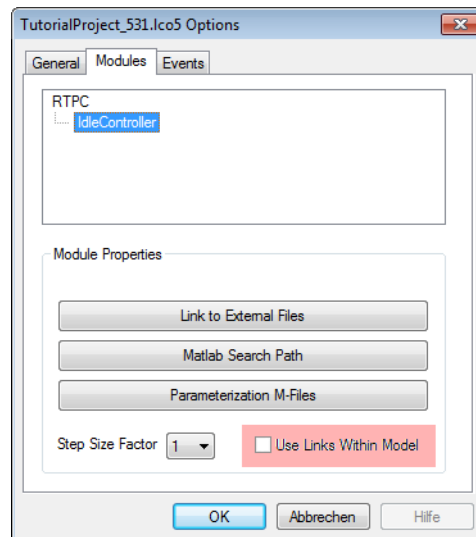 TutorialProject_531.lco5 Options
General Modules Events
RTPC
IdleController
Module Properties
Link to External Files
Matlab Search Path
Parameterization M-Files
Step Size Factor 1 Use Links Within Model
OK Abbrechen Hilfe